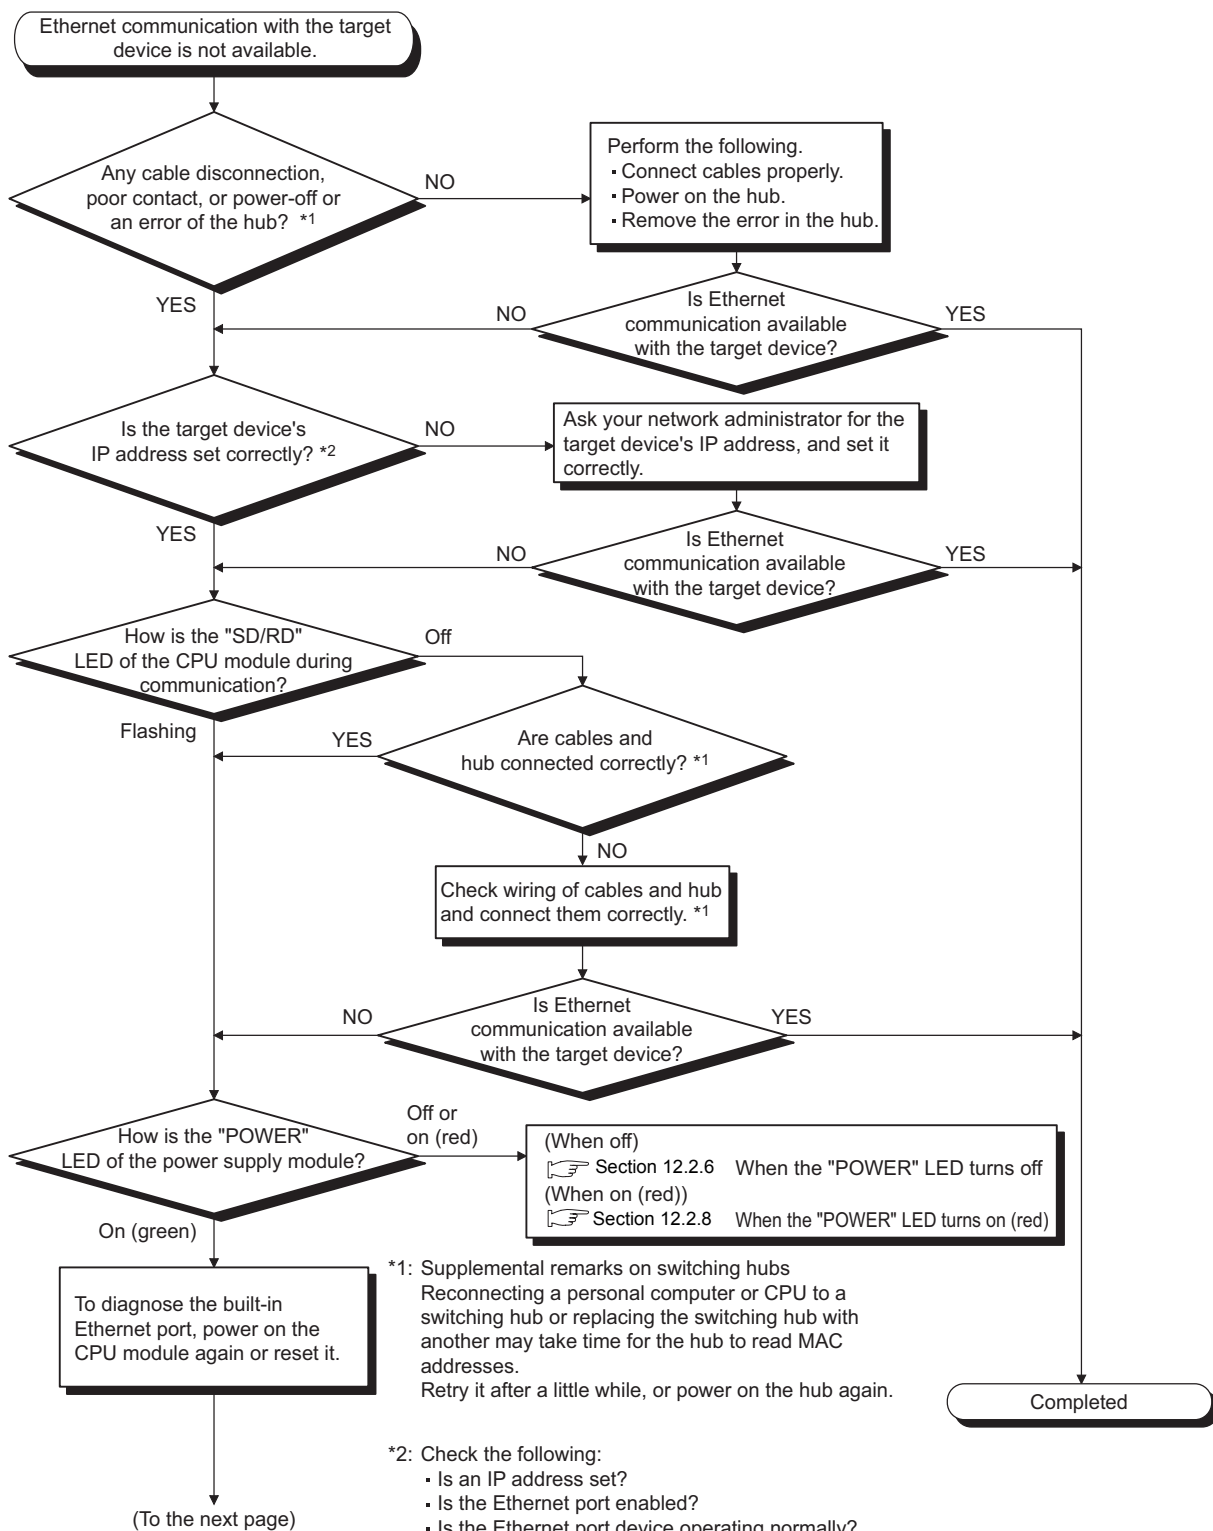 Ethernet communication with the target
device is not available.
Any cable disconnection,
poor contact, or power-off or
an error of the hub? *1
NO
Perform the following.
▪ Connect cables properly.
▪ Power on the hub.
▪ Remove the error in the hub.
YES
NO
Is Ethernet
communication available
with the target device?
YES
Is the target device's
IP address set correctly? *2
NO
Ask your network administrator for the
target device's IP address, and set it
correctly.
YES
NO
Is Ethernet
communication available
with the target device?
YES
How is the "SD/RD"
LED of the CPU module during
communication?
Off
Flashing
YES
Are cables and
hub connected correctly? *1
NO
Check wiring of cables and hub
and connect them correctly. *1
NO
Is Ethernet
communication available
with the target device?
YES
How is the "POWER"
LED of the power supply module?
Off or
on (red)
(When off)
Section 12.2.6 When the "POWER" LED turns off
(When on (red))
Section 12.2.8 When the "POWER" LED turns on (red)
On (green)
To diagnose the built-in
Ethernet port, power on the
CPU module again or reset it.
*1: Supplemental remarks on switching hubs
Reconnecting a personal computer or CPU to a
switching hub or replacing the switching hub with
another may take time for the hub to read MAC
addresses.
Retry it after a little while, or power on the hub again.
Completed
*2: Check the following:
▪ Is an IP address set?
▪ Is the Ethernet port enabled?
▪ Is the Ethernet port device operating normally?
(To the next page)